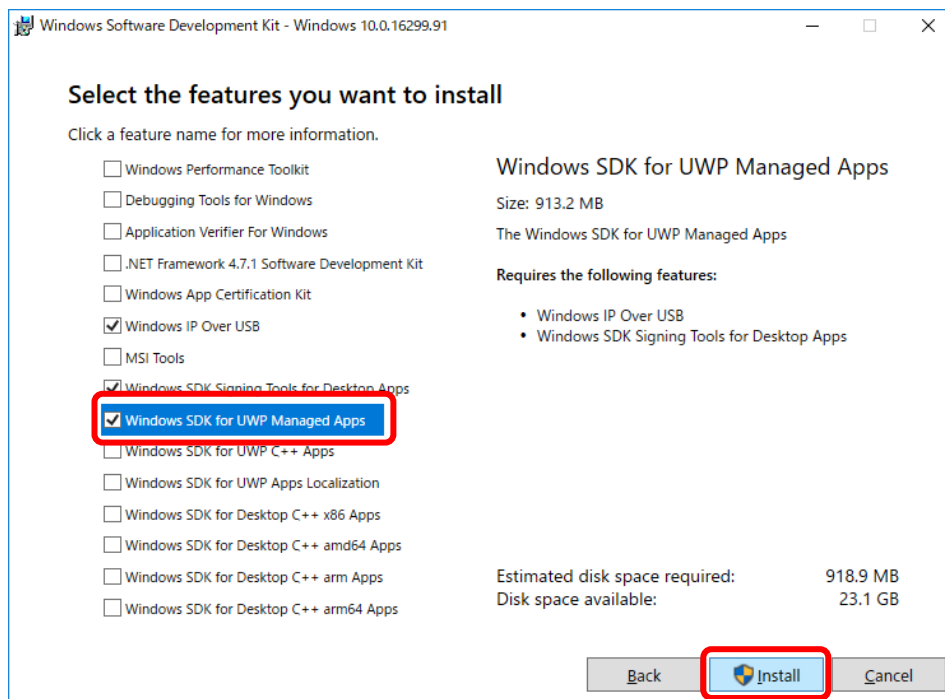 Windows Software Development Kit - Windows 10.0.16299.91
Select the features you want to install
Click a feature name for more information.
Windows Performance Toolkit
Debugging Tools for Windows
Application Verifier For Windows
.NET Framework 4.7.1 Software Development Kit
Windows App Certification Kit
Windows IP Over USB
MSI Tools
Windows SDK Signing Tools for Desktop Apps
Windows SDK for UWP Managed Apps
Windows SDK for UWP C++ Apps
Windows SDK for UWP Apps Localization
Windows SDK for Desktop C++ x86 Apps
Windows SDK for Desktop C++ amd64 Apps
Windows SDK for Desktop C++ arm Apps
Windows SDK for Desktop C++ arm64 Apps
Windows SDK for UWP Managed Apps
Size: 913.2 MB
The Windows SDK for UWP Managed Apps
Requires the following features:
• Windows IP Over USB
• Windows SDK Signing Tools for Desktop Apps
Estimated disk space required: 918.9 MB
Disk space available: 23.1 GB
Back Install Cancel